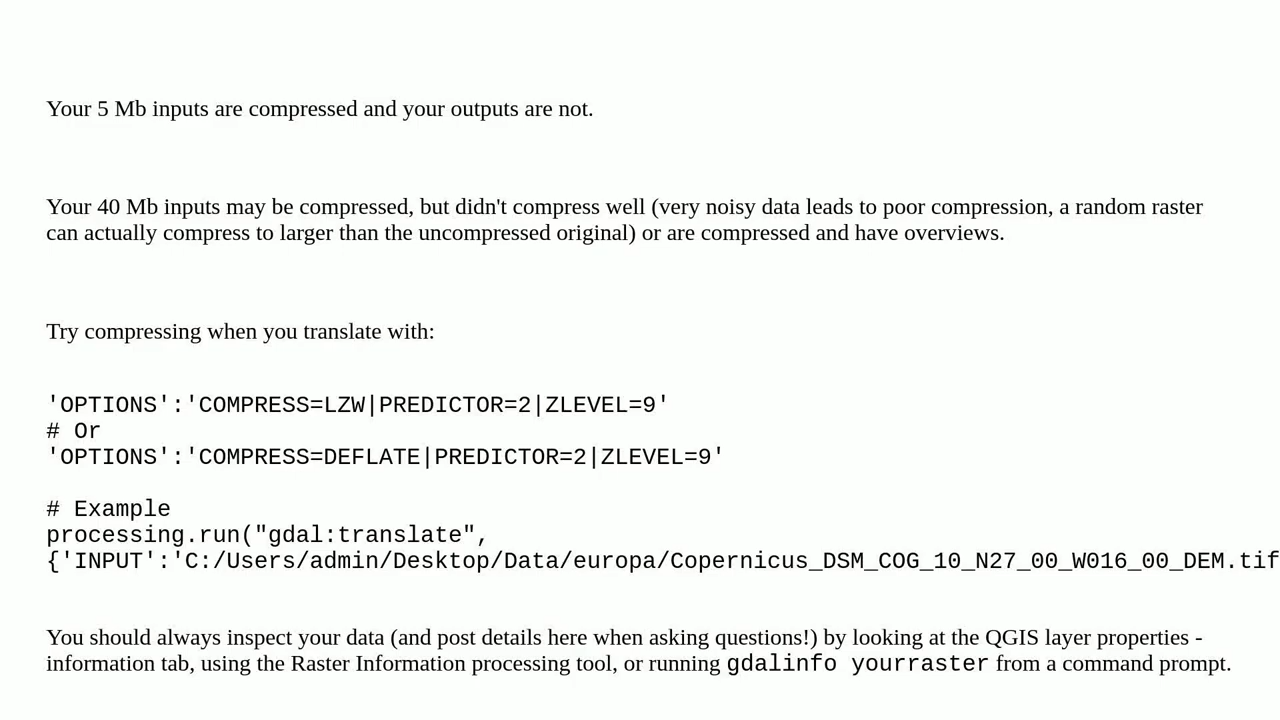 Your 5 Mb inputs are compressed and your outputs are not.
Your 40 Mb inputs may be compressed, but didn't compress well (very noisy data leads to poor compression, a random raster
can actually compress to larger than the uncompressed original) or are compressed and have overviews.
Try compressing when you translate with:
'OPTIONS':'COMPRESS=LZW|PREDICTOR=2|ZLEVEL=9'
# Or
'OPTIONS':'COMPRESS=DEFLATE|PREDICTOR=2|ZLEVEL=9'
# Example
processing.run("gdal:translate",
{'INPUT':'C:/Users/admin/Desktop/Data/europa/Copernicus_DSM_COG_10_N27_00_W016_00_DEM.tif
You should always inspect your data (and post details here when asking questions!) by looking at the QGIS layer properties -
information tab, using the Raster Information processing tool, or running gdalinfo yourraster from a command prompt.